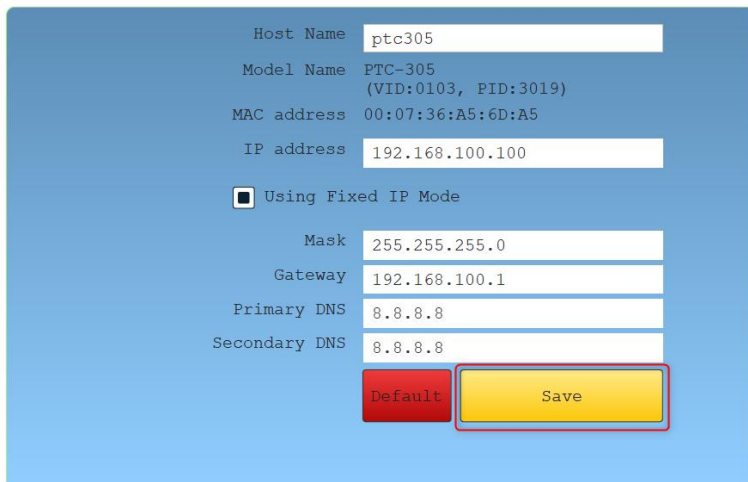 Host Name ptc305
Model Name PTC-305
(VID:0103, PID:3019)
MAC address 00:07:36:A5:6D:A5
IP address 192.168.100.100
Using Fixed IP Mode
Mask 255.255.255.0
Gateway 192.168.100.1
Primary DNS 8.8.8.8
Secondary DNS 8.8.8.8
Default Save